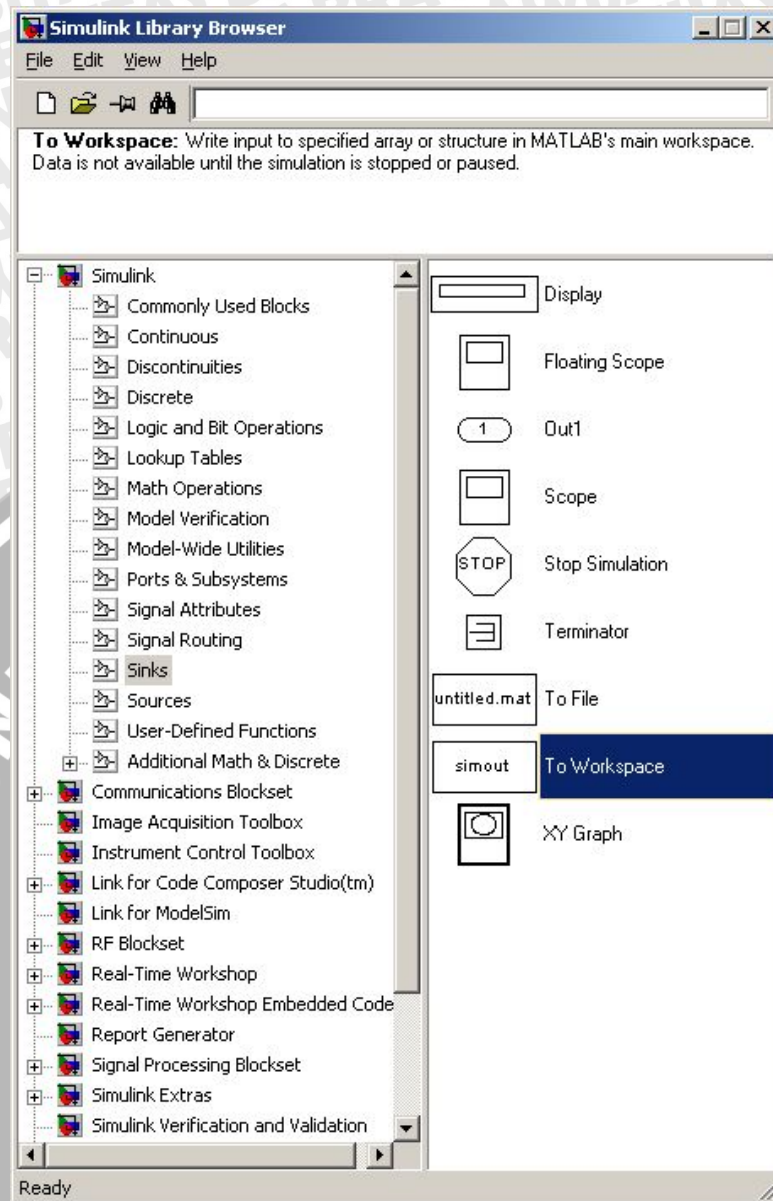 Simulink Library Browser
File Edit View Help
To Workspace: Write input to specified array or structure in MATLAB's main workspace.
Data is not available until the simulation is stopped or paused.
Simulink
Commonly Used Blocks
Continuous
Discontinuities
Discrete
Logic and Bit Operations
Lookup Tables
Math Operations
Model Verification
Model-Wide Utilities
Ports & Subsystems
Signal Attributes
Signal Routing
Sinks
Sources
User-Defined Functions
Additional Math & Discrete
Communications Blockset
Image Acquisition Toolbox
Instrument Control Toolbox
Link for Code Composer Studio(tm)
Link for ModelSim
RF Blockset
Real-Time Workshop
Real-Time Workshop Embedded Code
Report Generator
Signal Processing Blockset
Simulink Extras
Simulink Verification and Validation
Display
Floating Scope
1 Out1
Scope
STOP Stop Simulation
Terminator
untitled.mat To File
simout To Workspace
XY Graph
Ready